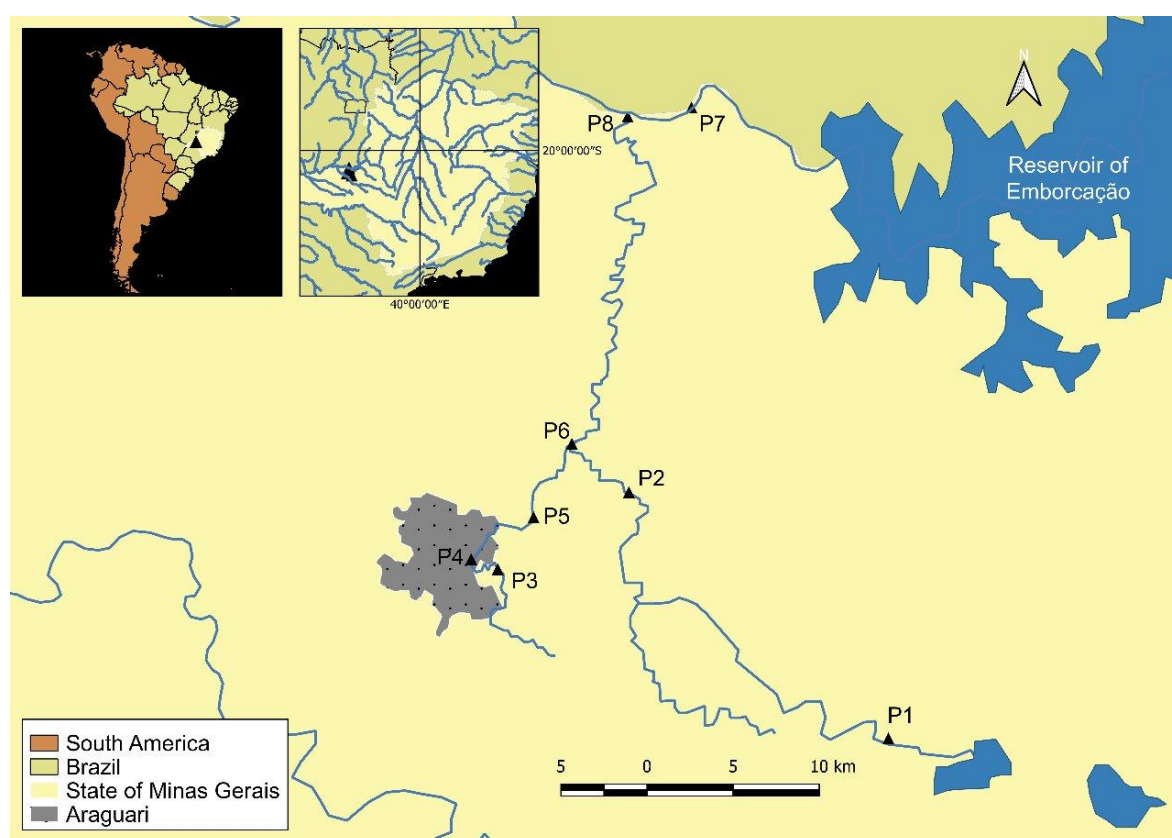 N
20°00'00"S
40°00'00"E
Reservoir of
Emborcação
P8
P7
P6
P2
P5
P4
P3
P1
South America
Brazil
State of Minas Gerais
Araguari
5 0 5 10 km